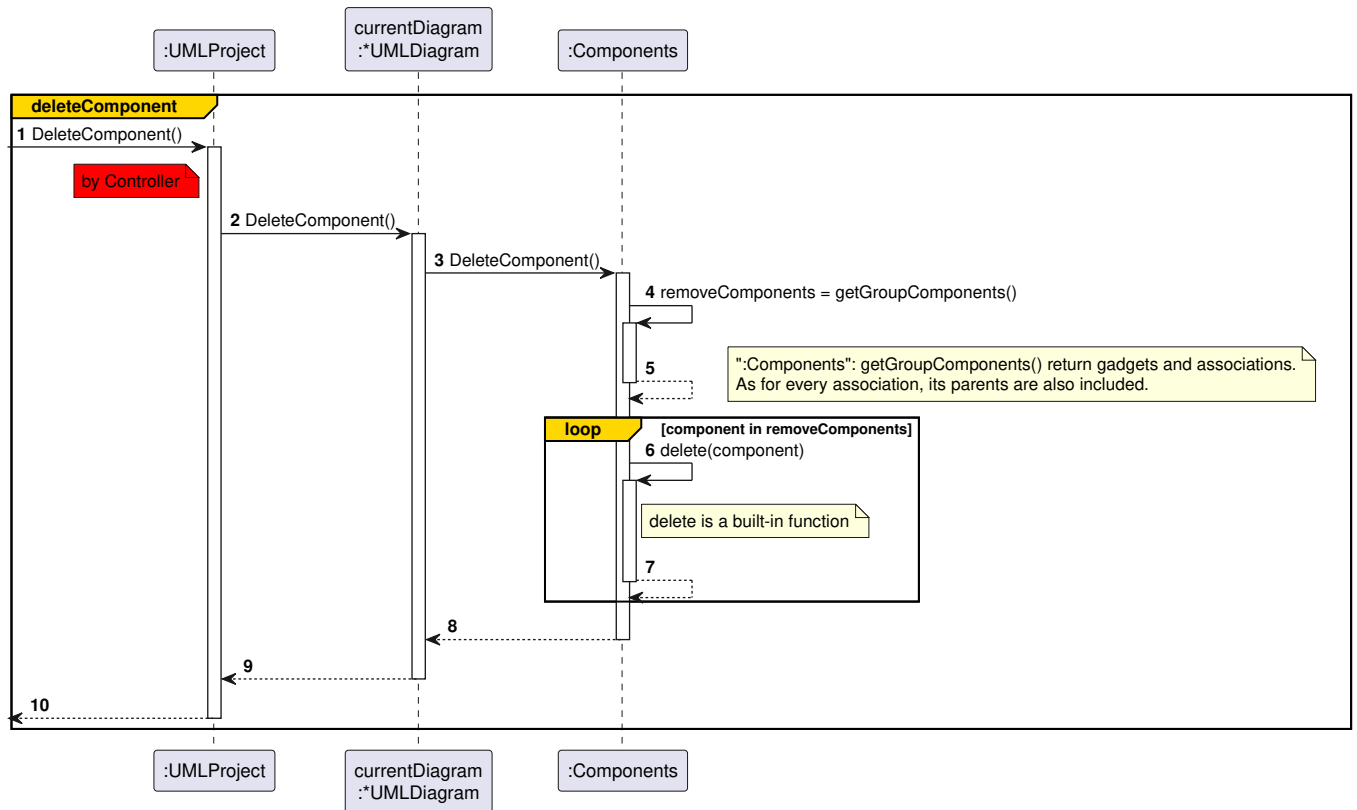 :UMLProject
currentDiagram
:*UMLDiagram
:Components
deleteComponent
1 DeleteComponent()
by Controller
2 DeleteComponent()
3 DeleteComponent()
4 removeComponents = getGroupComponents()
5
":Components": getGroupComponents() return gadgets and associations.
As for every association, its parents are also included.
loop
[component in removeComponents]
6 delete(component)
delete is a built-in function
7
8
9
10
:UMLProject
currentDiagram
:*UMLDiagram
:Components